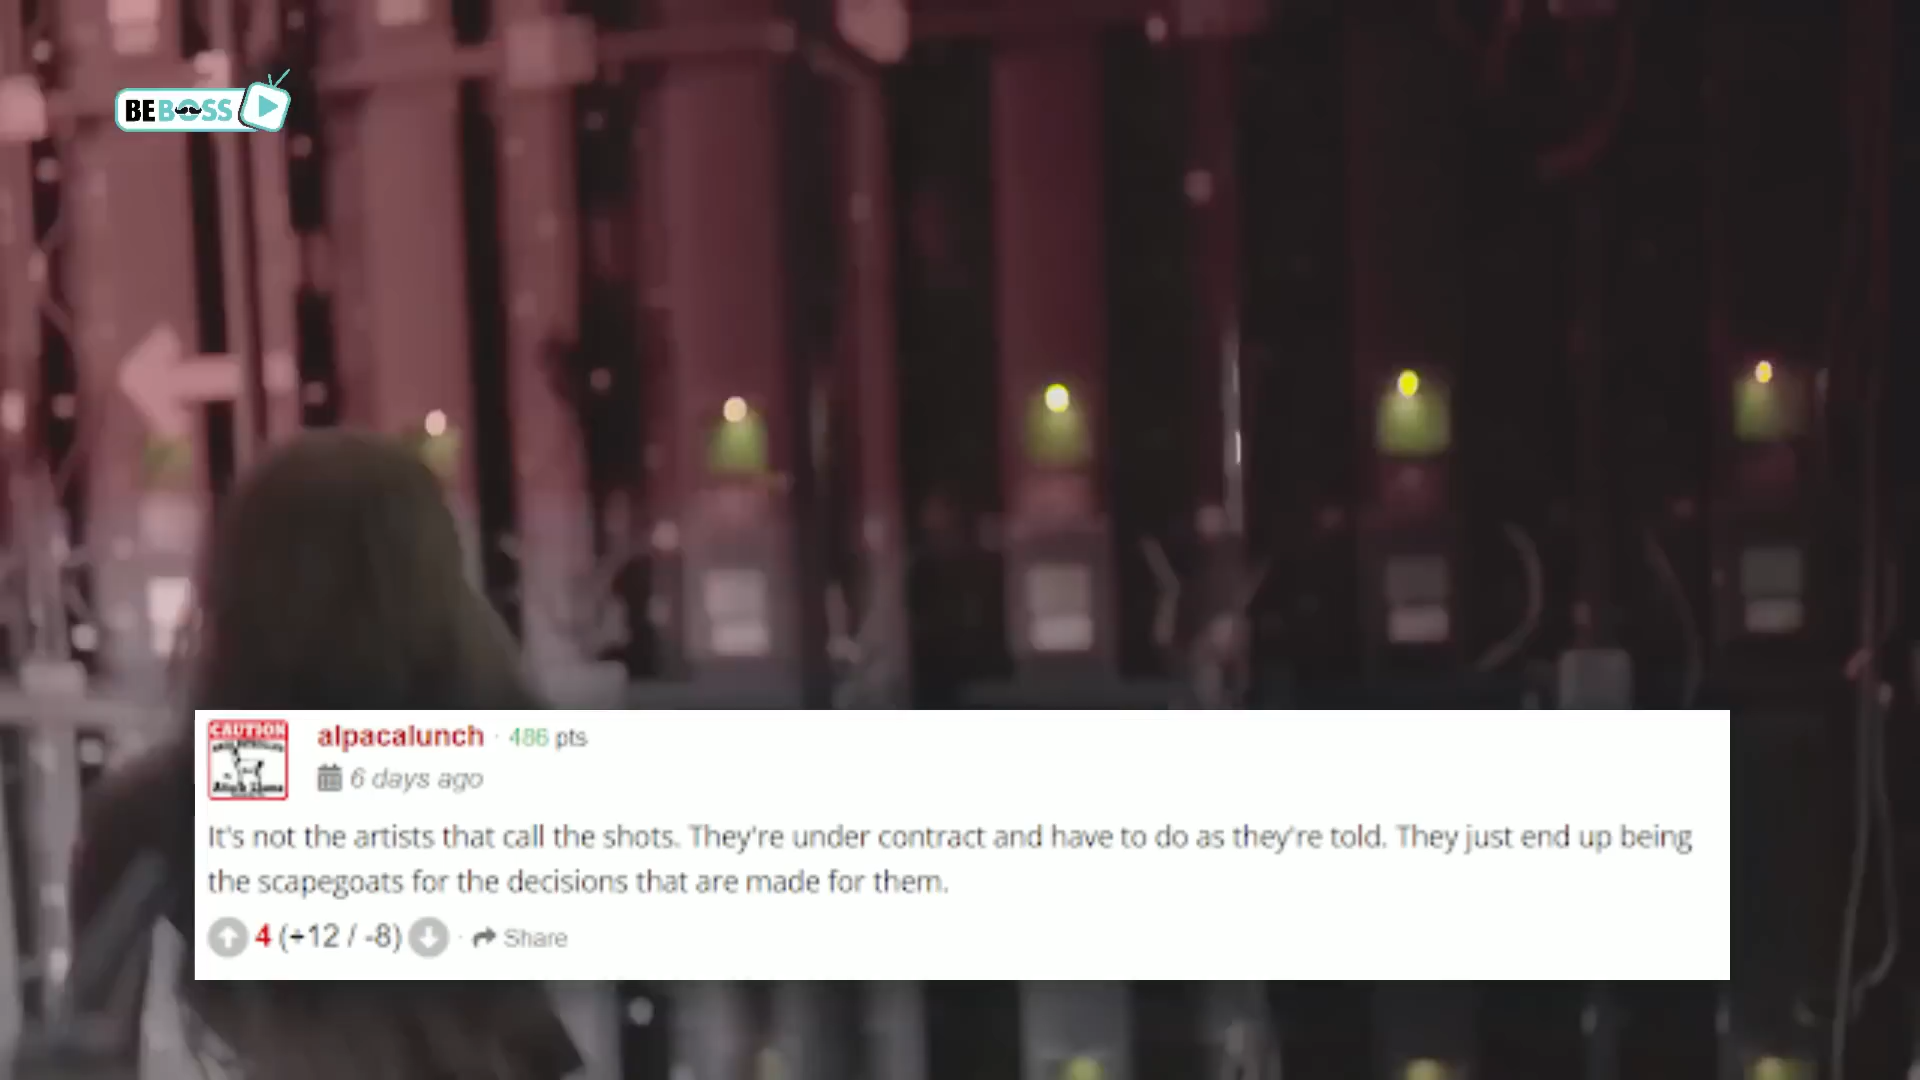 BEBOSS
CAUTION
alpacalunch · 486 pts
6 days ago
It's not the artists that call the shots. They're under contract and have to do as they're told. They just end up being
the scapegoats for the decisions that are made for them.
4 (+12 / -8) · Share